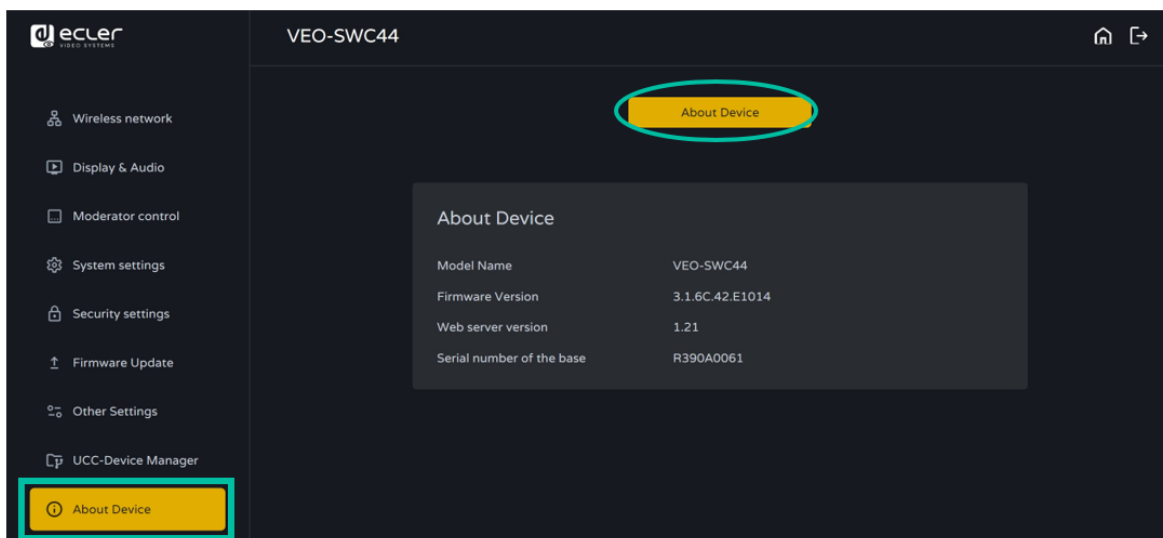 ecler
VIDEO SYSTEMS
VEO-SWC44
Wireless network
Display & Audio
Moderator control
System settings
Security settings
Firmware Update
Other Settings
UCC-Device Manager
About Device
About Device
About Device
Model Name VEO-SWC44
Firmware Version 3.1.6C.42.E1014
Web server version 1.21
Serial number of the base R390A0061